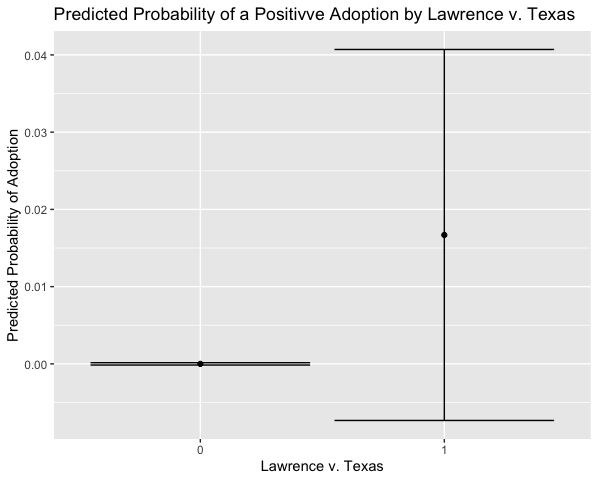 Predicted Probability of a Positivve Adoption by Lawrence v. Texas
Predicted Probability of Adoption
0.04
0.03
0.02
0.01
0.00
0 1
Lawrence v. Texas